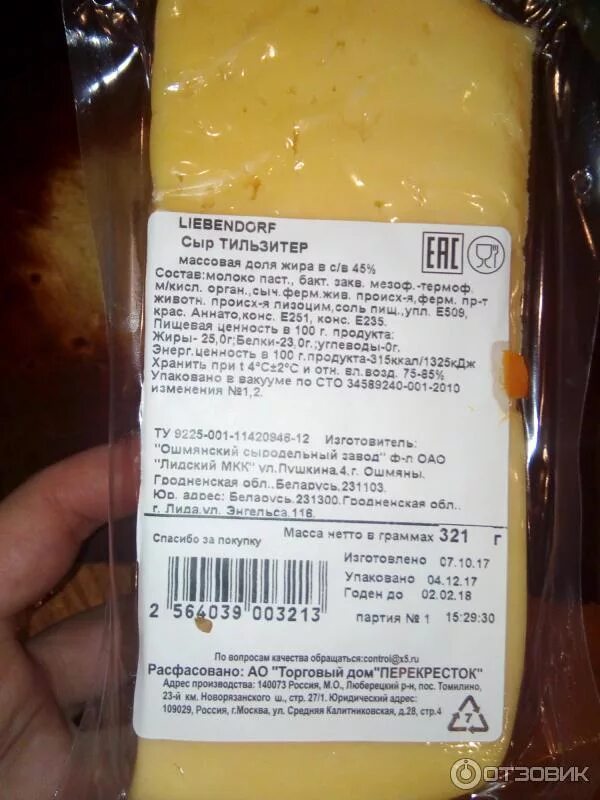 LIEBENDORF
Сыр ТИЛЬЗИТЕР
массовая доля жира в с/в 45%
EAC
Состав:молоко паст., бакт. закв. мезоф.-термоф.
м/кисл. орган.,сыч.ферм.жив. происх-я,ферм. пр-т
животн. происх-я лизоцим,соль пищ.,упл. Е509,
крас. Аннато,конс. Е251, конс. Е235.
Пищевая ценность в 100 г. продукта:
Жиры- 25,0г;Белки-23,0г.;углеводы-0г.
Энерг.ценность в 100 г.продукта-315ккал/1325кДж
Хранить при t 4°С±2°С и отн. вл.возд. 75-85%
Упаковано в вакууме по СТО 34589240-001-2010
изменения №1,2.
ТУ 9225-001-11420946-12 Изготовитель:
"Ошмянский сыродельный завод" ф-л ОАО
"Лидский МКК" ул.Пушкина,4,г. Ошмяны,
Гродненская обл.,Беларусь,231103.
Юр. адрес: Беларусь,231300,Гродненская обл.,
г. Лида,ул. Энгельса,116.
Масса нетто в граммах 321 г
Спасибо за покупку
Изготовлено 07.10.17
Упаковано 04.12.17
Годен до 02.02.18
2 564039 003213
партия № 1 15:29:30
По вопросам качества обращаться:control@x5.ru
Расфасовано: АО "Торговый дом"ПЕРЕКРЕСТОК"
Адрес производства: 140073 Россия, М.О., Люберецкий р-н, пос. Томилино,
23-й км. Новорязанского ш., стр. 27/1. Юридический адрес:
109029, Россия, г.Москва, ул. Средняя Калитниковская, д.28, стр.4
7
ОТЗОВИК